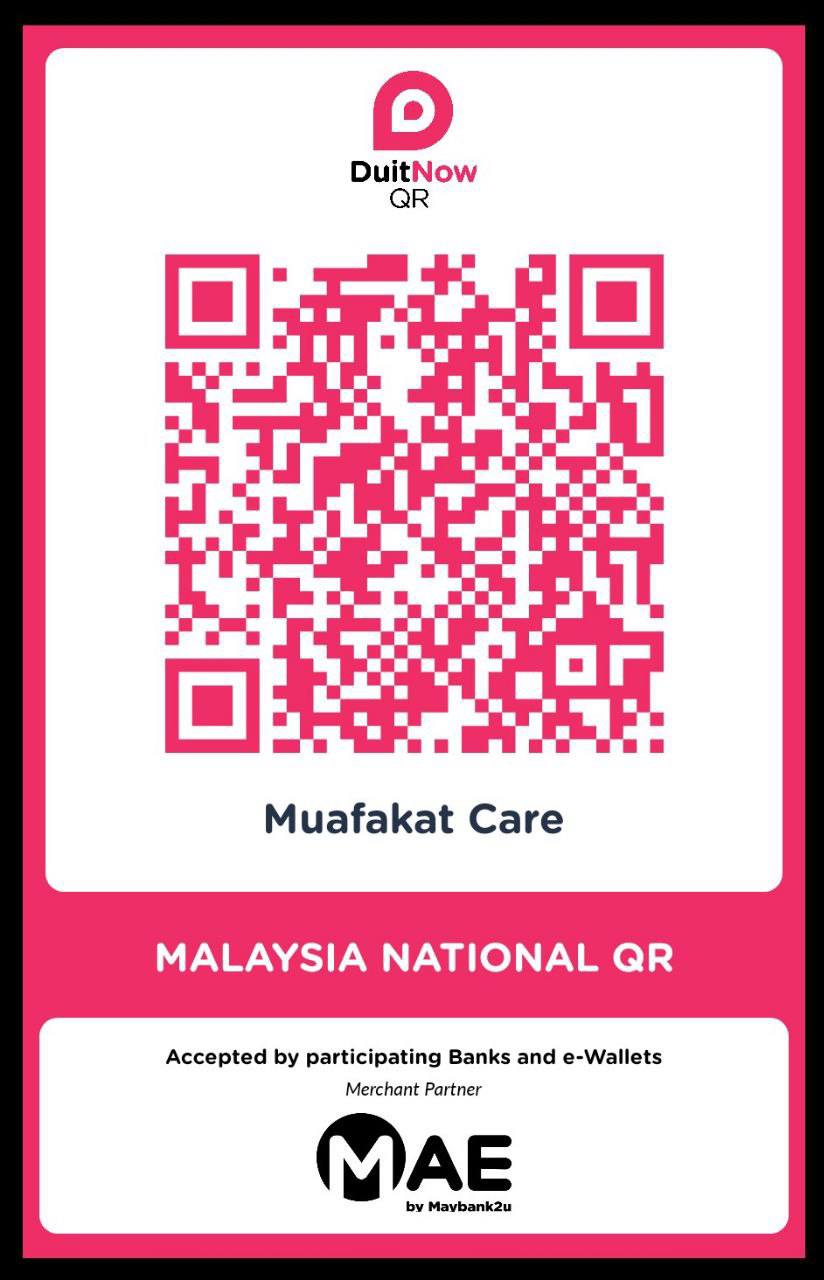 DuitNow
QR
Muafakat Care
MALAYSIA NATIONAL QR
Accepted by participating Banks and e-Wallets
Merchant Partner
MAE
by Maybank2u